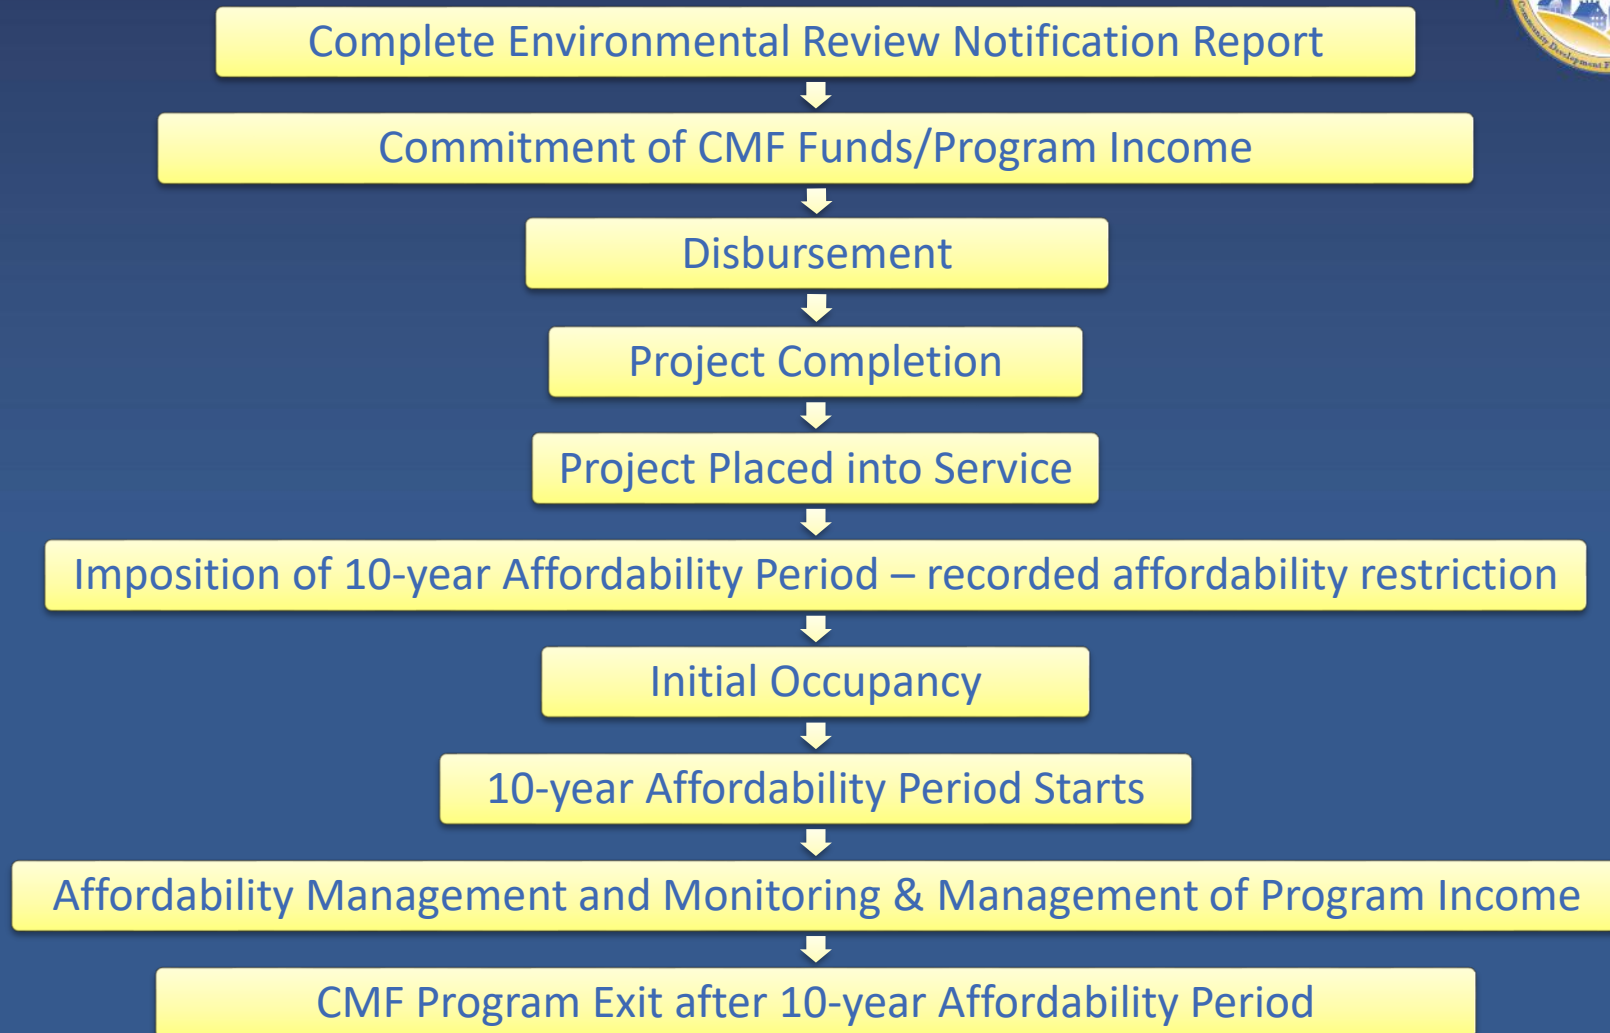 Complete Environmental Review Notification Report
Commitment of CMF Funds/Program Income
Disbursement
Project Completion
Project Placed into Service
Imposition of 10-year Affordability Period – recorded affordability restriction
Initial Occupancy
10-year Affordability Period Starts
Affordability Management and Monitoring & Management of Program Income
CMF Program Exit after 10-year Affordability Period
Community Development F